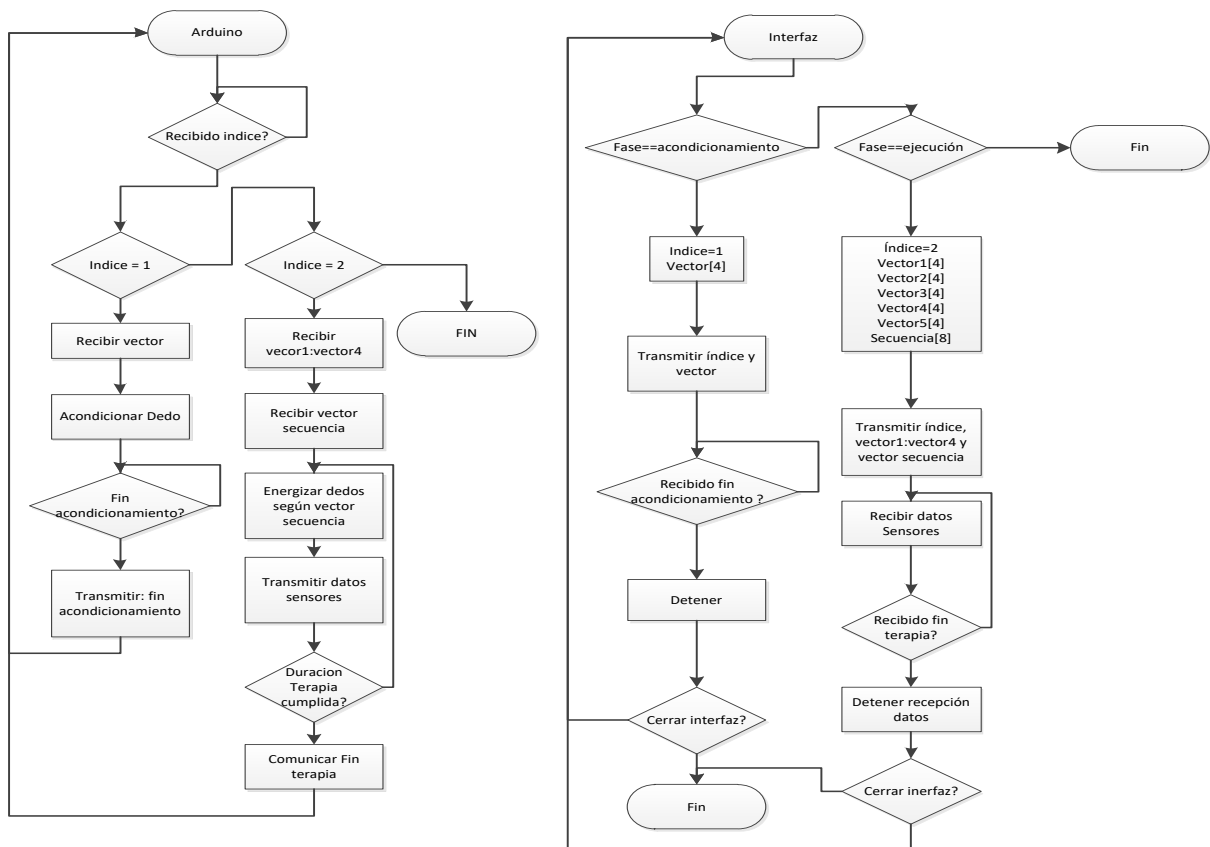 Arduino
Recibido indice?
Indice = 1
Indice = 2
FIN
Recibir vector
Recibir
vecor1:vector4
Acondicionar Dedo
Recibir vector
secuencia
Fin
acondicionamiento?
Energizar dedos
según vector
secuencia
Transmitir: fin
acondicionamiento
Transmitir datos
sensores
Duracion
Terapia
cumplida?
Comunicar Fin
terapia
Interfaz
Fase==acondicionamiento
Fase==ejecución
Fin
Indice=1
Vector[4]
Índice=2
Vector1[4]
Vector2[4]
Vector3[4]
Vector4[4]
Vector5[4]
Secuencia[8]
Transmitir índice y
vector
Transmitir índice,
vector1:vector4 y
vector secuencia
Recibido fin
acondicionamiento ?
Recibir datos
Sensores
Detener
Recibido fin
terapia?
Cerrar interfaz?
Detener recepción
datos
Fin
Cerrar inerfaz?